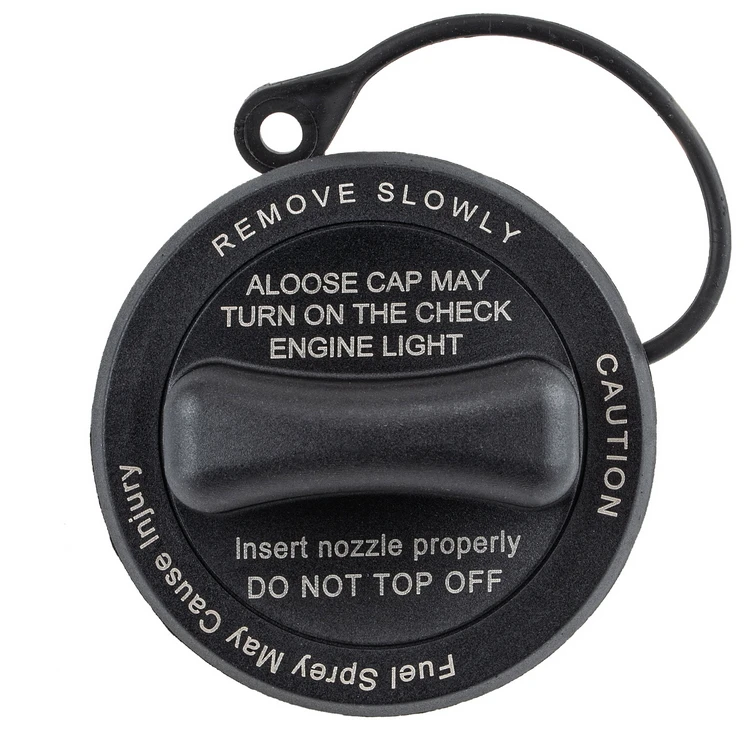 REMOVE SLOWLY
ALOOSE CAP MAY
TURN ON THE CHECK
ENGINE LIGHT
CAUTION
Insert nozzle properly
DO NOT TOP OFF
Fuel Sprey May Cause Injury